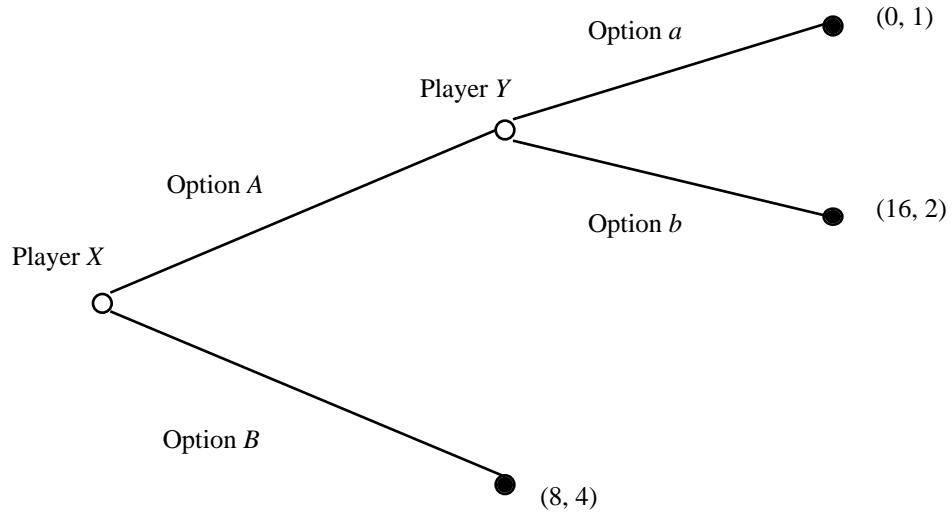 (0, 1)
Option a
Player Y
Option A
(16, 2)
Option b
Player X
Option B
(8, 4)